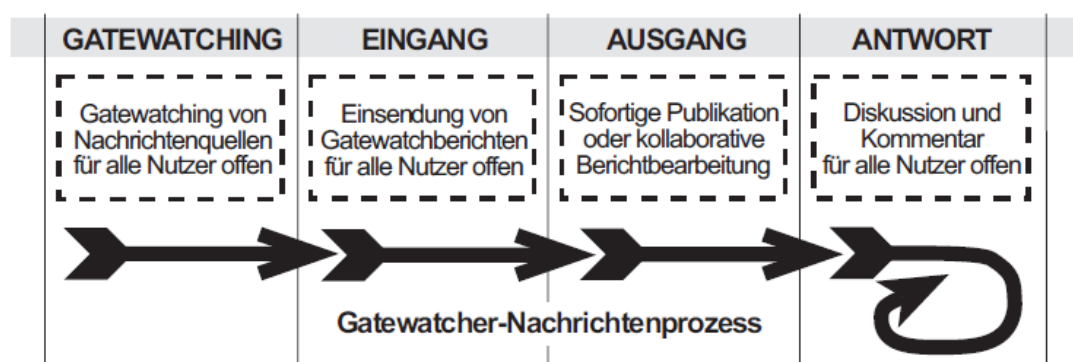 GATEWATCHING
EINGANG
AUSGANG
ANTWORT
Gatewatching von
Nachrichtenquellen
für alle Nutzer offen
Einsendung von
Gatewatchberichten
für alle Nutzer offen
Sofortige Publikation
oder kollaborative
Berichtbearbeitung
Diskussion und
Kommentar
für alle Nutzer offen
Gatewatcher-Nachrichtenprozess